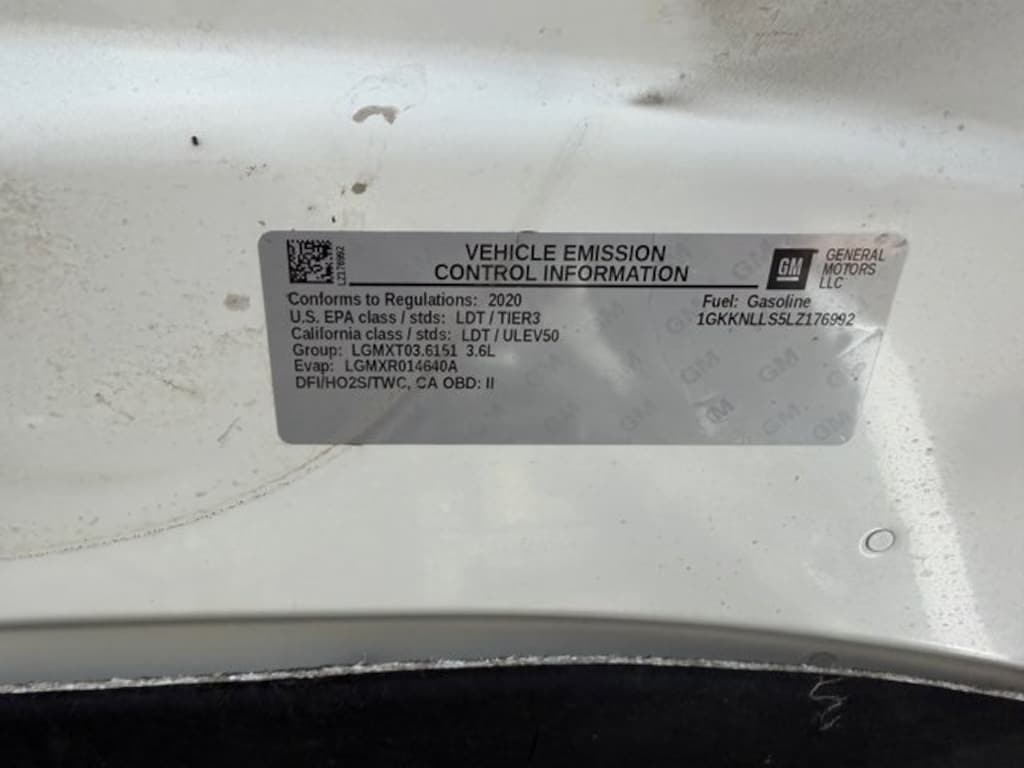 LZ176992
VEHICLE EMISSION
CONTROL INFORMATION
GM
GENERAL
MOTORS
LLC
Conforms to Regulations: 2020
U.S. EPA class / stds: LDT / TIER3
California class / stds: LDT / ULEV50
Group: LGMXT03.6151 3.6L
Evap: LGMXR014640A
DFI/HO2S/TWC, CA OBD: II
Fuel: Gasoline
1GKKNLLS5LZ176992